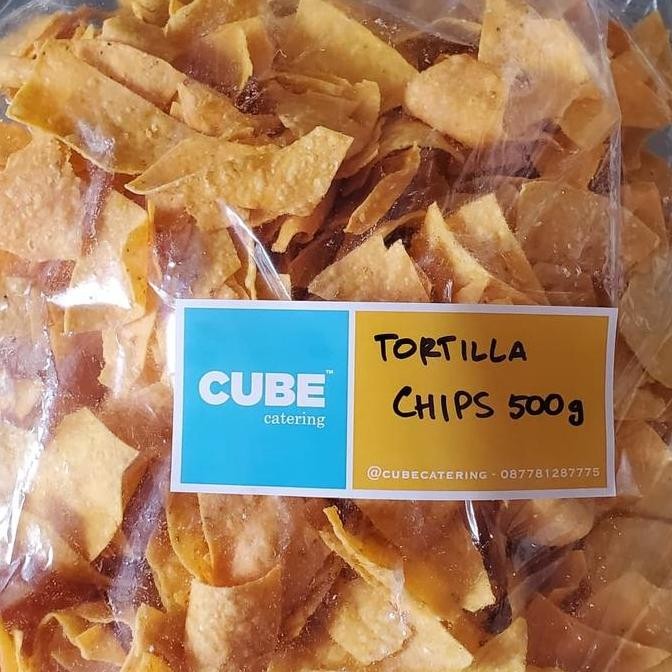 CUBE™
catering
TORTILLA
CHIPS 500g
@CUBECATERING - 087781287775